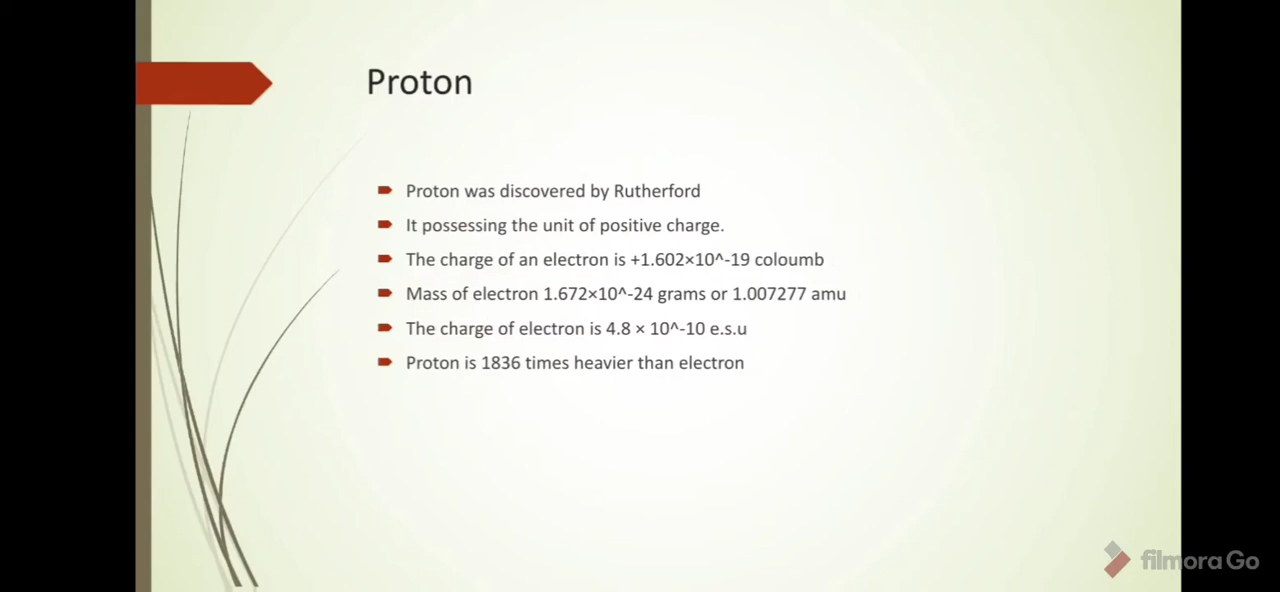 Proton
Proton was discovered by Rutherford
It possessing the unit of positive charge.
The charge of an electron is +1.602×10^-19 coloumb
Mass of electron 1.672×10^-24 grams or 1.007277 amu
The charge of electron is 4.8 × 10^-10 e.s.u
Proton is 1836 times heavier than electron
filmora Go